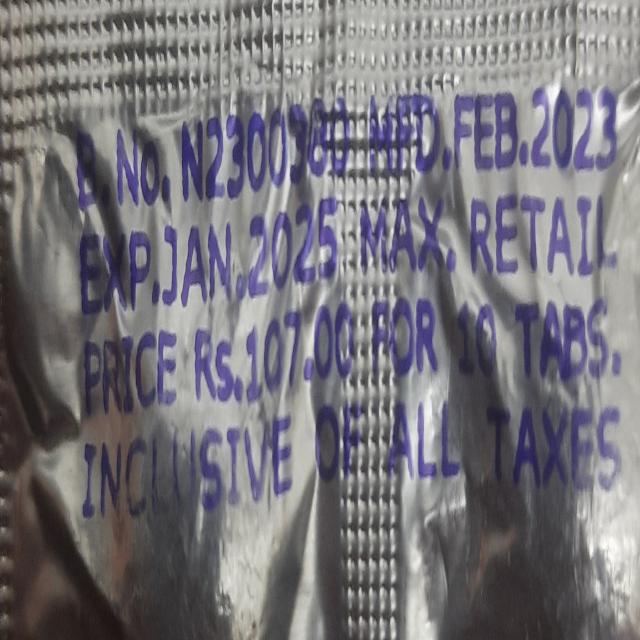 B. No. N2300360 MFD.FEB.2023
EXP.JAN.2025 MAX. RETAIL
PRICE Rs.107.00 FOR 10 TABS.
INCLUSIVE OF ALL TAXES